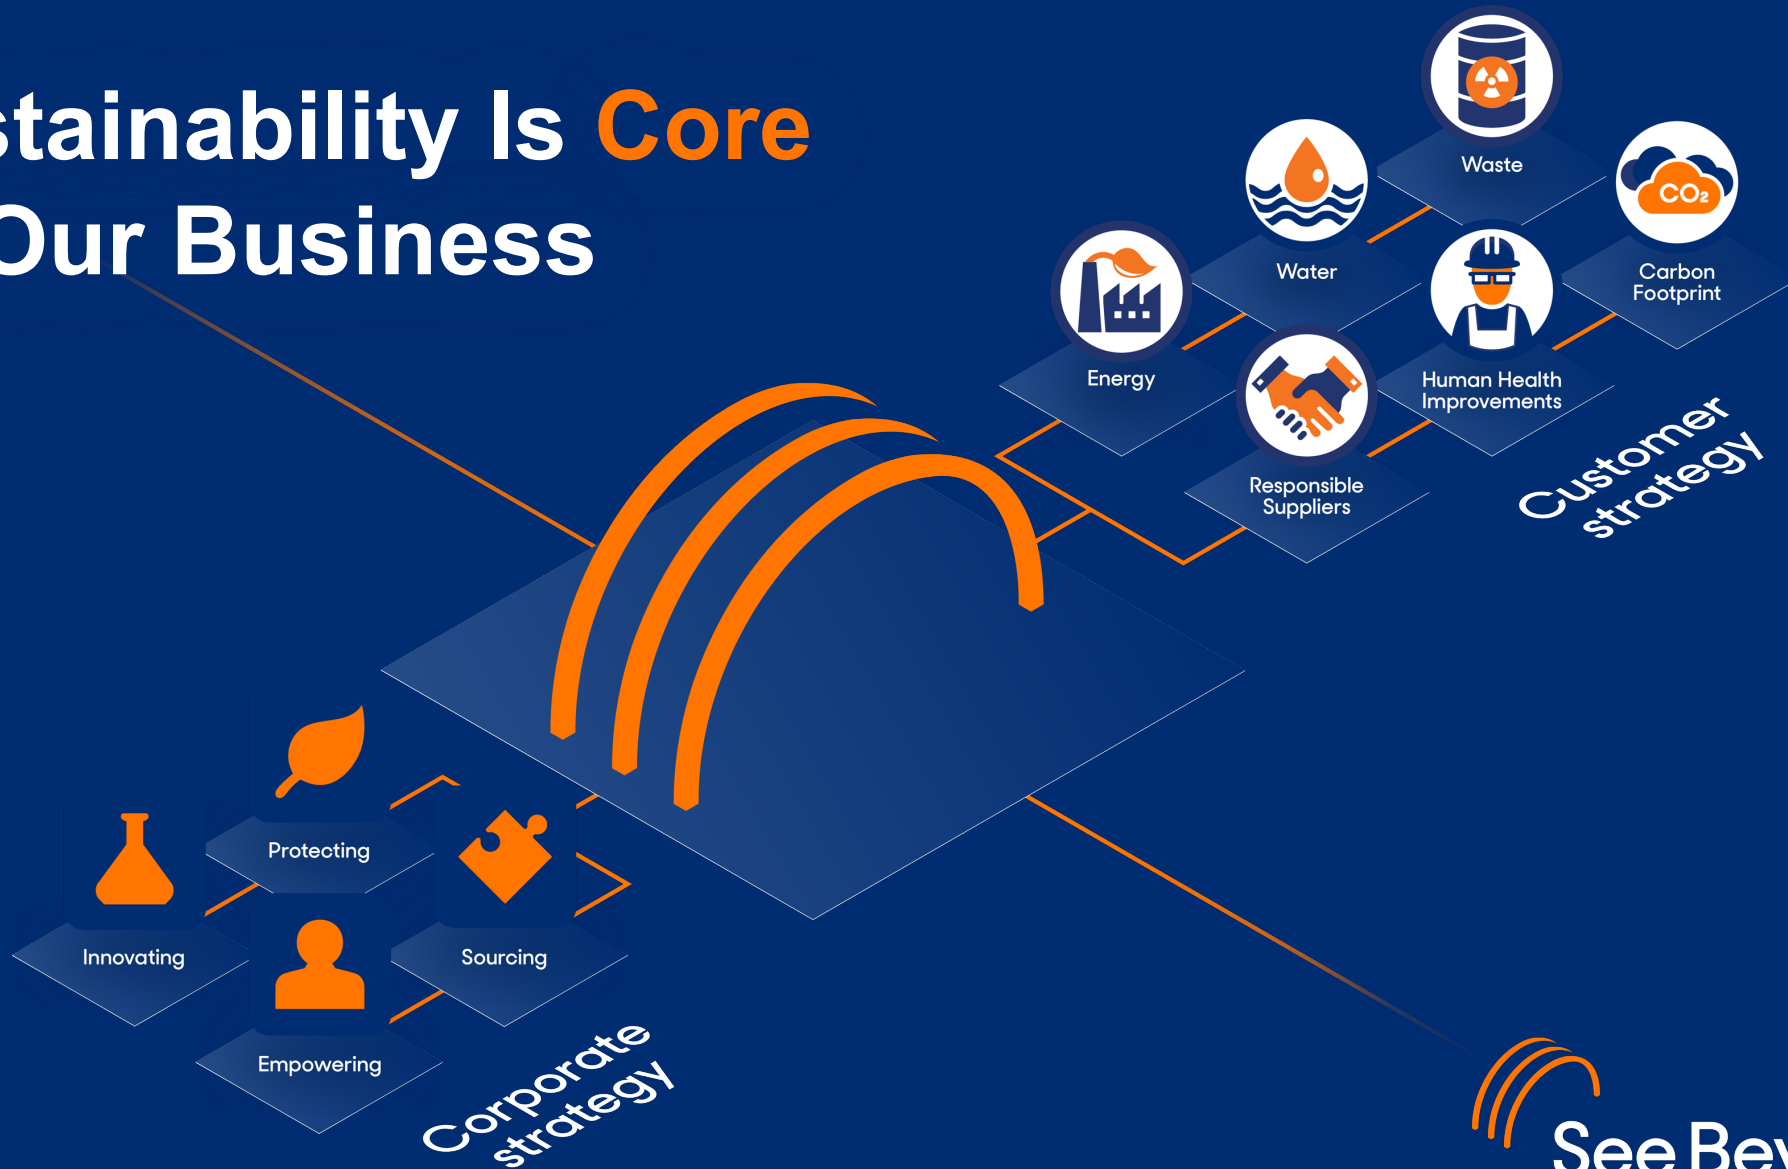 stainability Is Core
Our Business
Waste
Water
Carbon
Footprint
Energy
Human Health
Improvements
Responsible
Suppliers
CO₂
Customer
strategy
Protecting
Innovating
Sourcing
Empowering
Corporate
strategy
See Bey